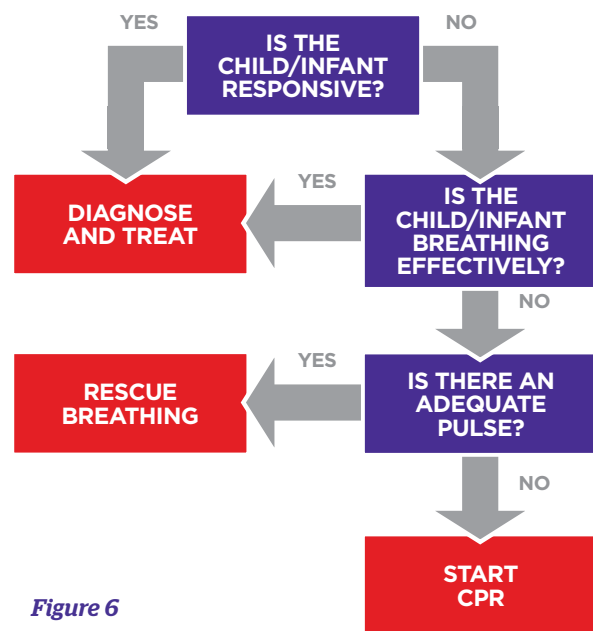 YES
NO
IS THE
CHILD/INFANT
RESPONSIVE?
DIAGNOSE
AND TREAT
YES
IS THE
CHILD/INFANT
BREATHING
EFFECTIVELY?
NO
RESCUE
BREATHING
YES
IS THERE AN
ADEQUATE
PULSE?
NO
START
CPR
Figure 6